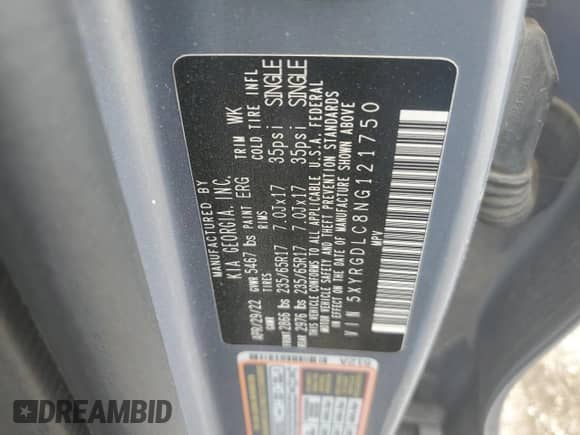 MANUFACTURED BY
KIA GEORGIA, INC.
APR/29/22 GVWR 5467 lbs PAINT ERG TRIM WK
GAWR TIRES RIMS COLD TIRE INFL
FRONT 2866 lbs 235/65R17 7.0Jx17 35psi SINGLE
REAR 2976 lbs 235/65R17 7.0Jx17 35psi SINGLE
THIS VEHICLE CONFORMS TO ALL APPLICABLE U.S.A. FEDERAL
MOTOR VEHICLE SAFETY AND THEFT PREVENTION STANDARDS
IN EFFECT ON THE DATE OF MANUFACTURE SHOWN ABOVE
VIN 5XYRGDLC8NG121750
MPV
DREAMBID